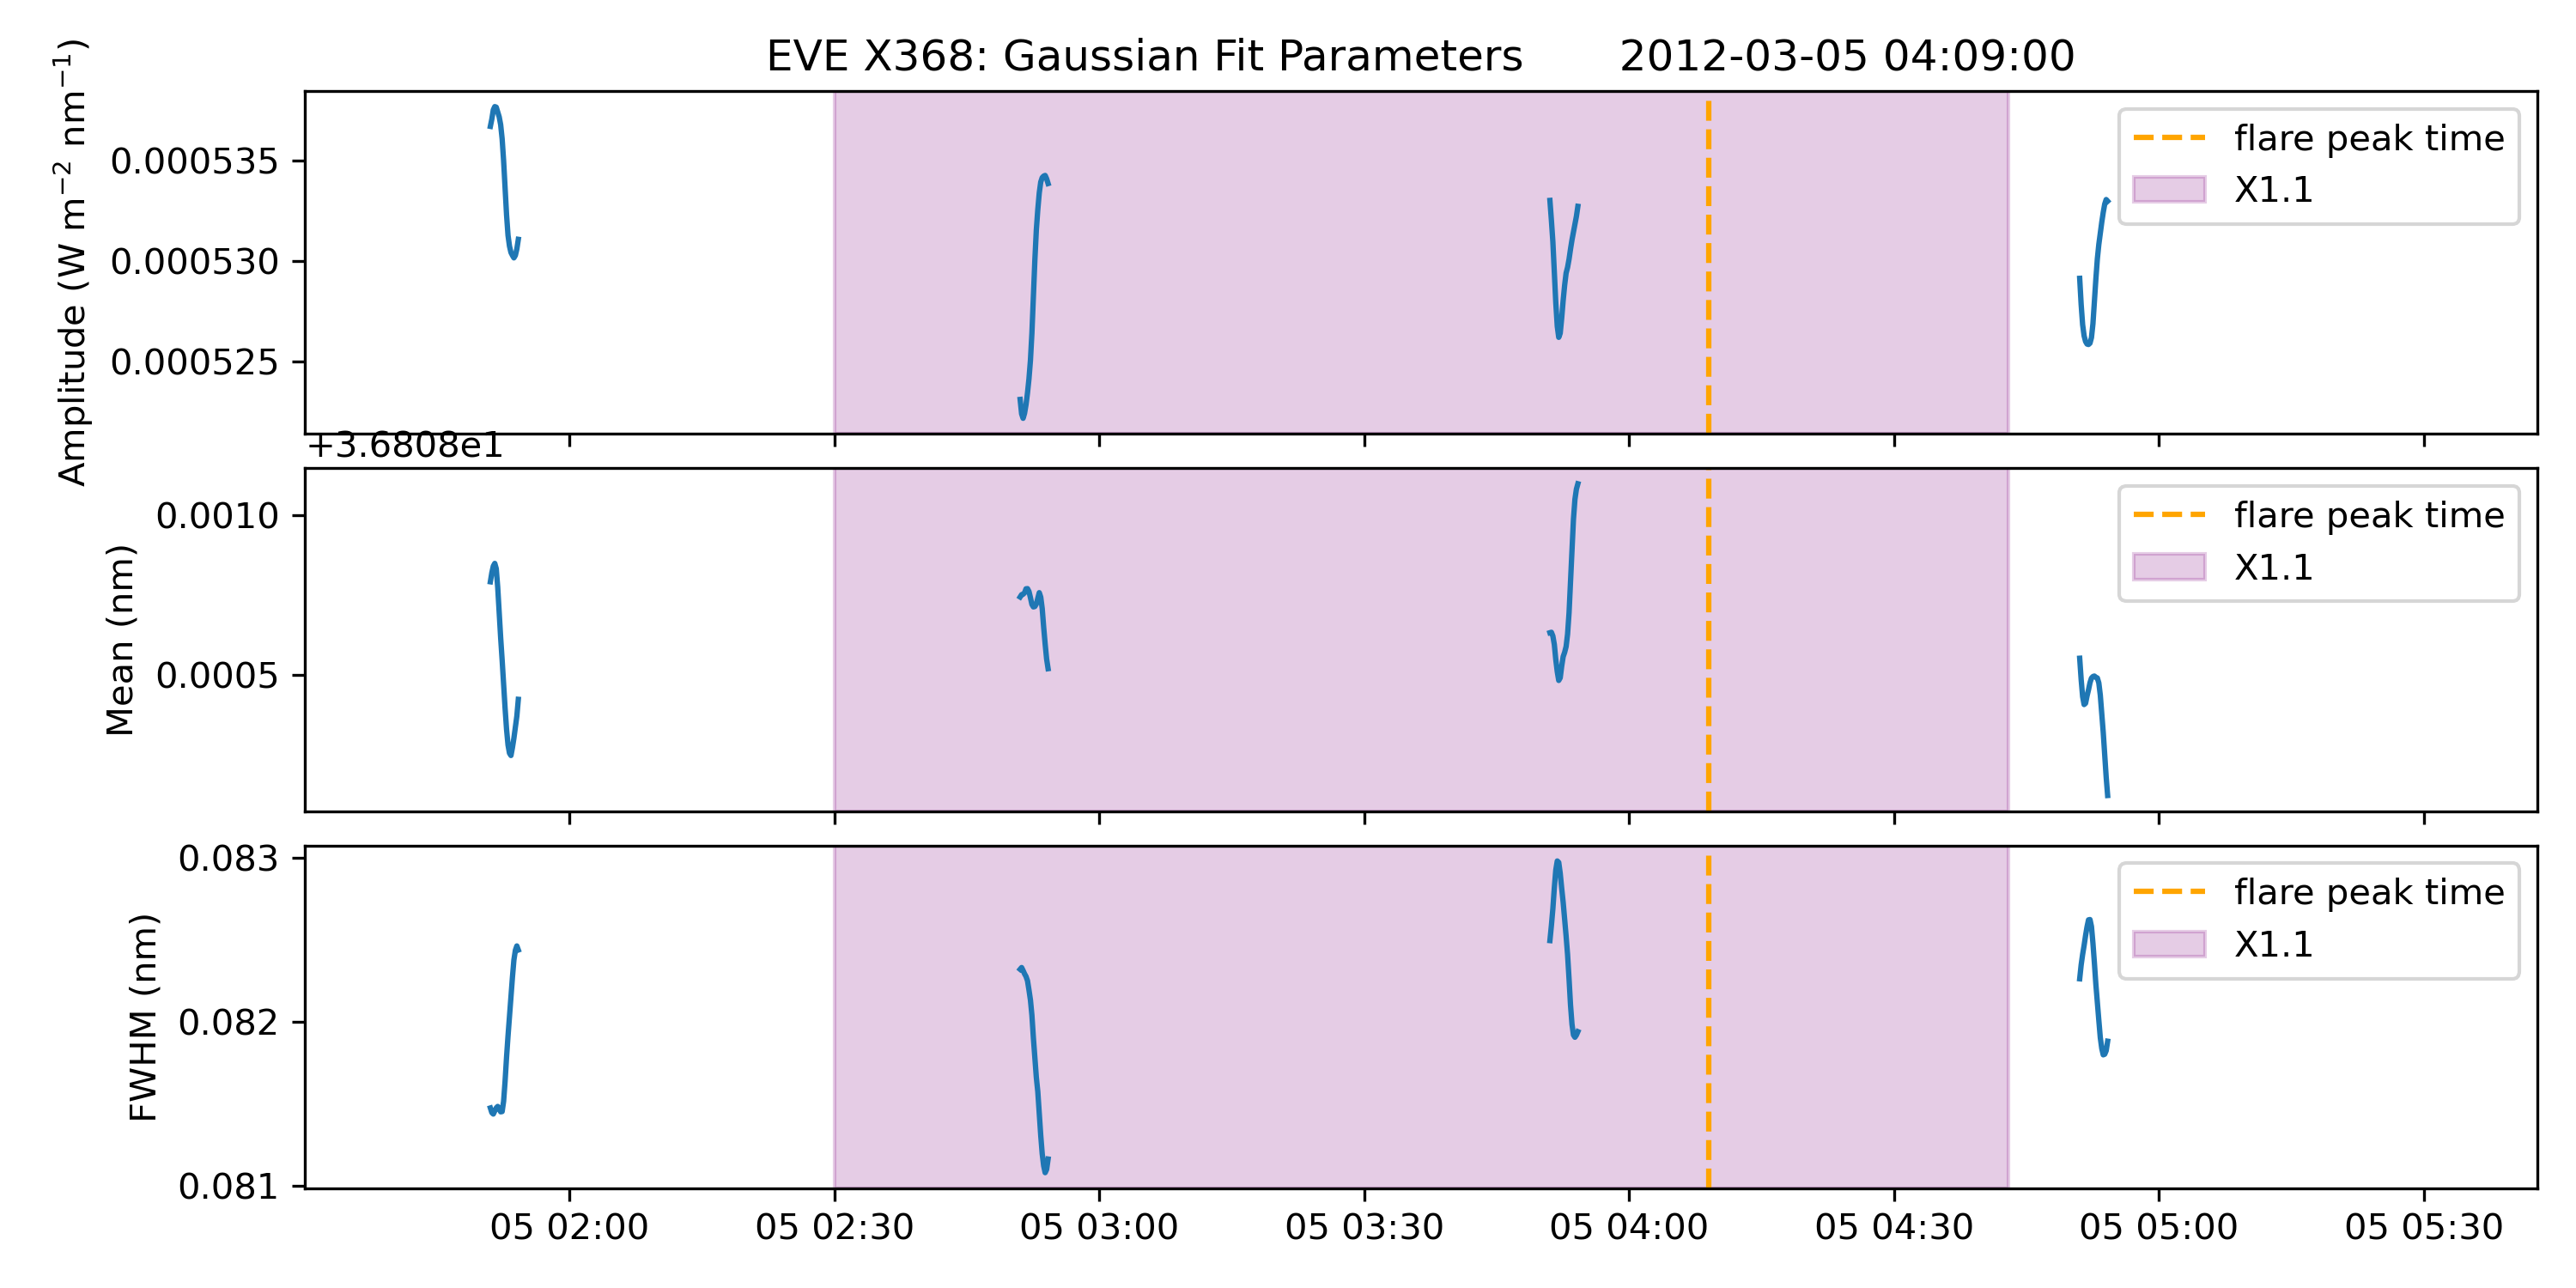 EVE X368: Gaussian Fit Parameters 2012-03-05 04:09:00
Amplitude (W m⁻² nm⁻¹)
0.000535
0.000530
0.000525
flare peak time
X1.1
+3.6808e1
Mean (nm)
0.0010
0.0005
flare peak time
X1.1
FWHM (nm)
0.083
0.082
0.081
flare peak time
X1.1
05 02:00 05 02:30 05 03:00 05 03:30 05 04:00 05 04:30 05 05:00 05 05:30